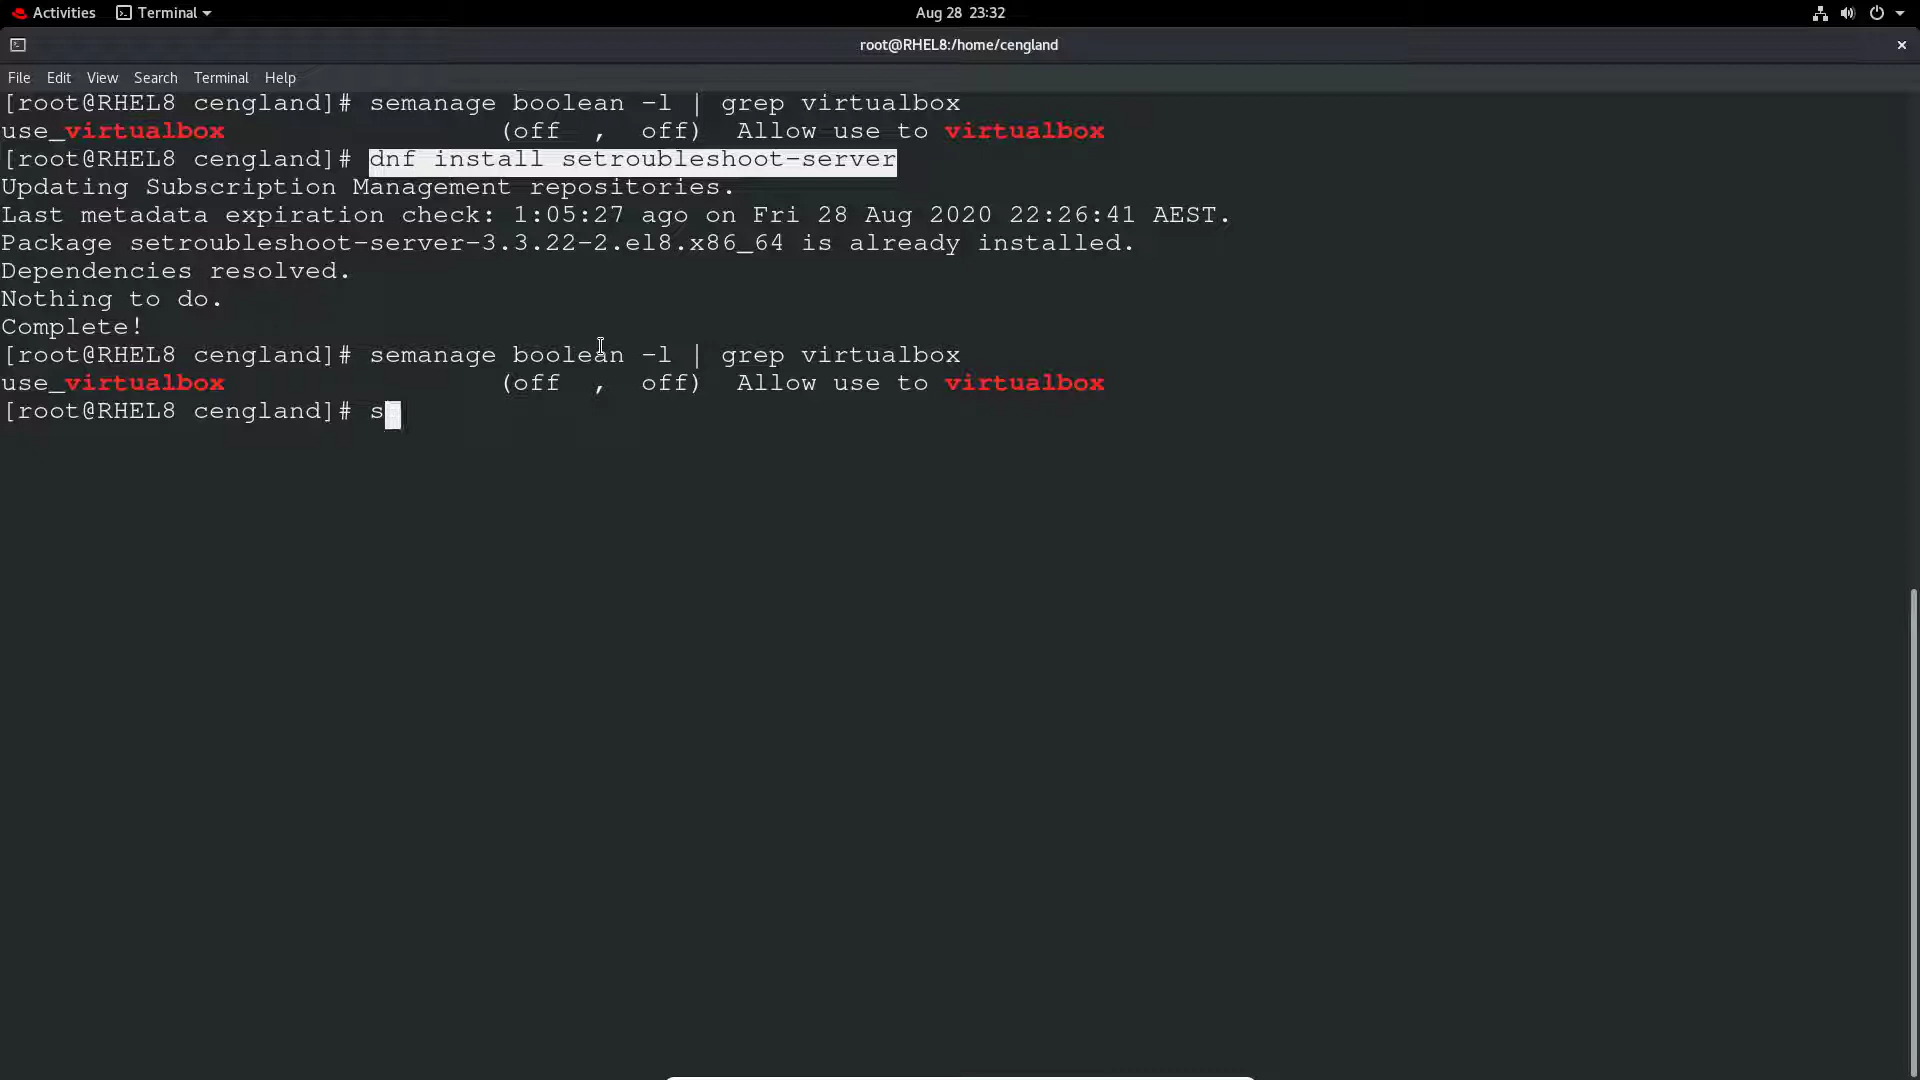 Activities Terminal Aug 28 23:32
root@RHEL8:/home/cengland
File Edit View Search Terminal Help
[root@RHEL8 cengland]# semanage boolean -l | grep virtualbox
use_virtualbox (off , off) Allow use to virtualbox
[root@RHEL8 cengland]# dnf install setroubleshoot-server
Updating Subscription Management repositories.
Last metadata expiration check: 1:05:27 ago on Fri 28 Aug 2020 22:26:41 AEST.
Package setroubleshoot-server-3.3.22-2.el8.x86_64 is already installed.
Dependencies resolved.
Nothing to do.
Complete!
[root@RHEL8 cengland]# semanage boolean -l | grep virtualbox
use_virtualbox (off , off) Allow use to virtualbox
[root@RHEL8 cengland]# s